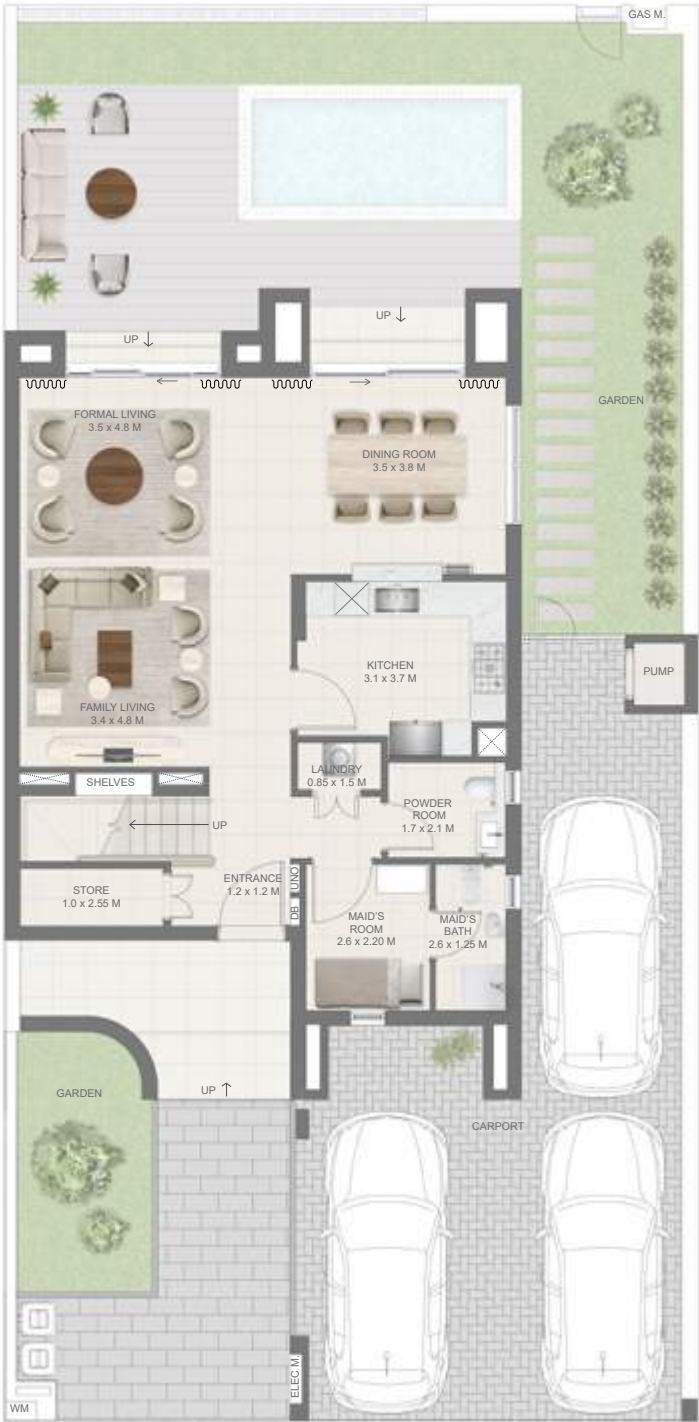 GAS M.
UP
UP
GARDEN
FORMAL LIVING
3.5 x 4.8 M
DINING ROOM
3.5 x 3.8 M
KITCHEN
3.1 x 3.7 M
PUMP
FAMILY LIVING
3.4 x 4.8 M
SHELVES
LAUNDRY
0.85 x 1.5 M
POWDER
ROOM
1.7 x 2.1 M
UP
ENTRANCE
1.2 x 1.2 M
UNO
DB
STORE
1.0 x 2.55 M
MAID'S
ROOM
2.6 x 2.20 M
MAID'S
BATH
2.6 x 1.25 M
GARDEN
UP
CARPORT
ELEC M.
WM